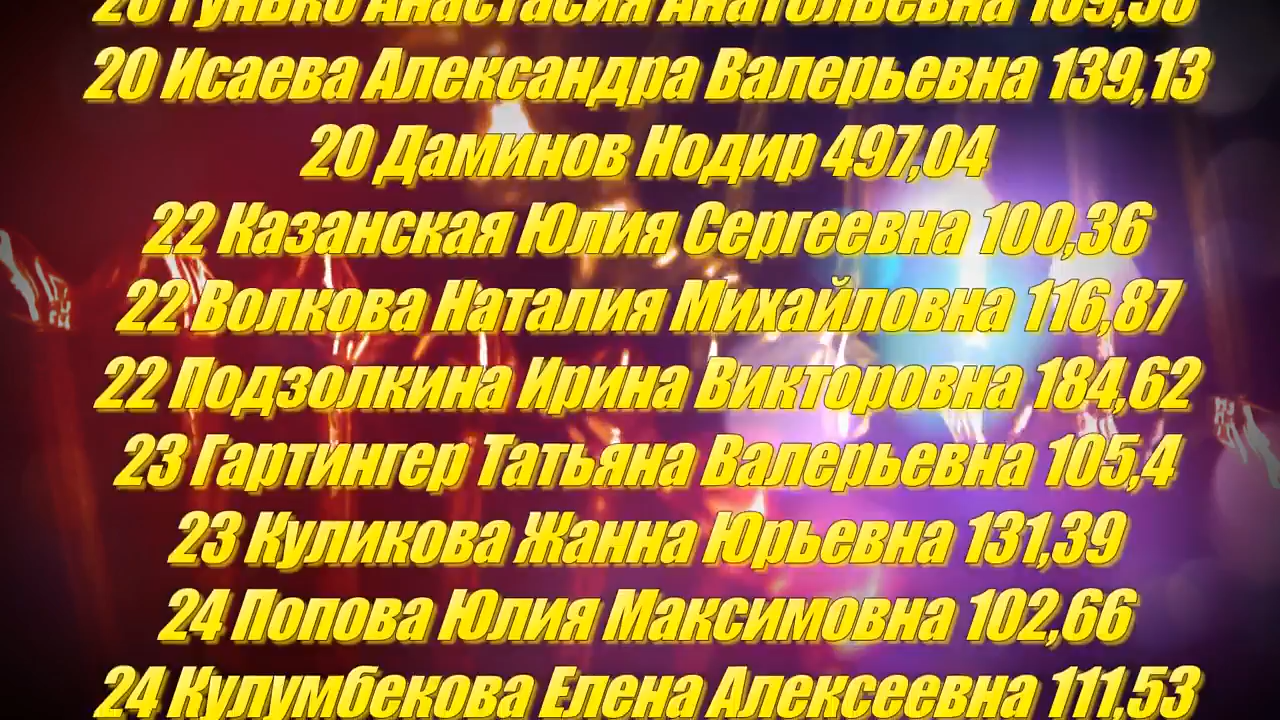 Анастасия Анатольевна
20 Исаева Александра Валерьевна 139,13
20 Даминов Нодир 497,04
22 Казанская Юлия Сергеевна 100,36
22 Волкова Наталия Михайловна 116,87
22 Подзолкина Ирина Викторовна 184,62
23 Гартингер Татьяна Валерьевна 105,4
23 Куликова Жанна Юрьевна 131,39
24 Попова Юлия Максимовна 102,66
24 Кулумбекова Елена Алексеевна 111,53